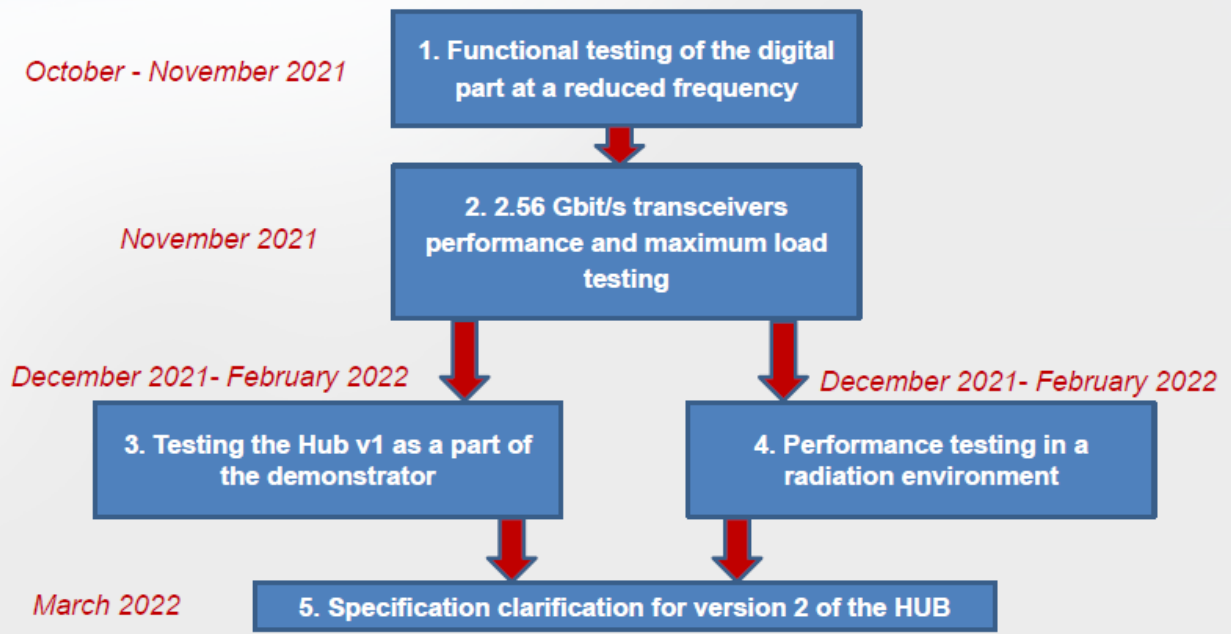 1. Functional testing of the digital
part at a reduced frequency
October - November 2021
2. 2.56 Gbit/s transceivers
performance and maximum load
testing
November 2021
December 2021- February 2022
December 2021- February 2022
3. Testing the Hub v1 as a part of
the demonstrator
4. Performance testing in a
radiation environment
March 2022
5. Specification clarification for version 2 of the HUB